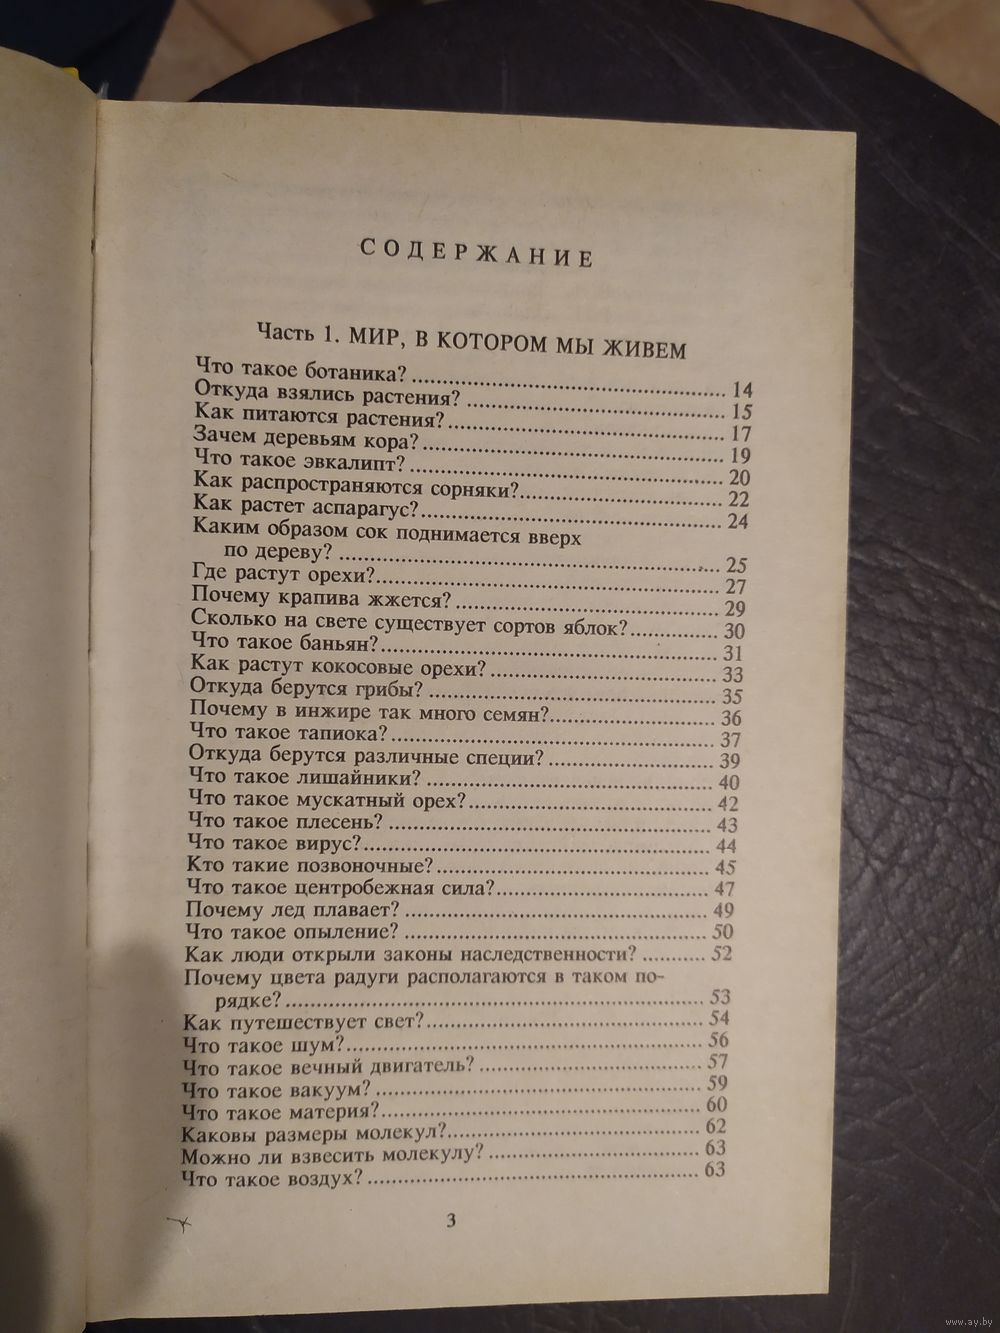 СОДЕРЖАНИЕ
Часть 1. МИР, В КОТОРОМ МЫ ЖИВЕМ
Что такое ботаника? 14
Откуда взялись растения? 15
Как питаются растения? 17
Зачем деревьям кора? 19
Что такое эвкалипт? 20
Как распространяются сорняки? 22
Как растет аспарагус? 24
Каким образом сок поднимается вверх
по дереву? 25
Где растут орехи? 27
Почему крапива жжется? 29
Сколько на свете существует сортов яблок? 30
Что такое баньян? 31
Как растут кокосовые орехи? 33
Откуда берутся грибы? 35
Почему в инжире так много семян? 36
Что такое тапиока? 37
Откуда берутся различные специи? 39
Что такое лишайники? 40
Что такое мускатный орех? 42
Что такое плесень? 43
Что такое вирус? 44
Кто такие позвоночные? 45
Что такое центробежная сила? 47
Почему лед плавает? 49
Что такое опыление? 50
Как люди открыли законы наследственности? 52
Почему цвета радуги располагаются в таком по-
рядке? 53
Как путешествует свет? 54
Что такое шум? 56
Что такое вечный двигатель? 57
Что такое вакуум? 59
Что такое материя? 60
Каковы размеры молекул? 62
Можно ли взвесить молекулу? 63
Что такое воздух? 63
3
www.ay.by